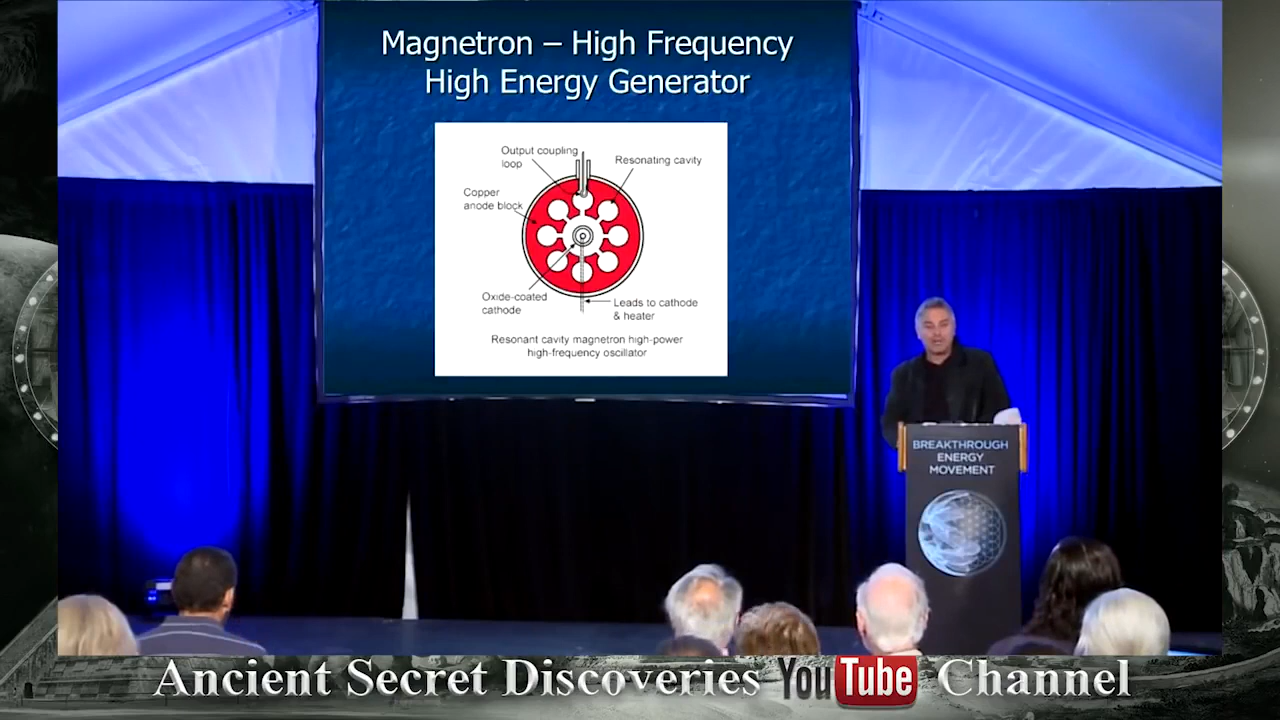 Magnetron – High Frequency
High Energy Generator
Output coupling
loop
Resonating cavity
Copper
anode block
Oxide-coated
cathode
Leads to cathode
& heater
Resonant cavity magnetron high-power
high-frequency oscillator
BREAKTHROUGH
ENERGY
MOVEMENT
Ancient Secret Discoveries YouTube Channel